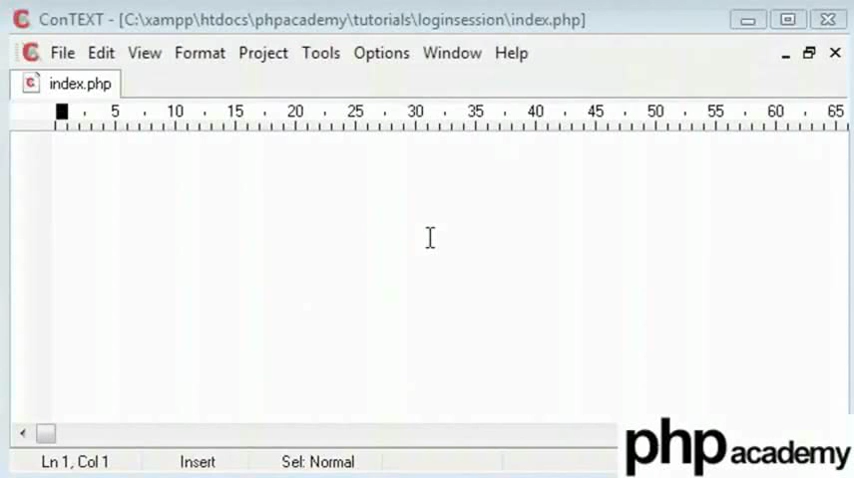 ConTEXT - [C:\xampp\htdocs\phpacademy\tutorials\loginsession\index.php]
File Edit View Format Project Tools Options Window Help
index.php
5 10 15 20 25 30 35 40 45 50 55 60 65
Ln 1, Col 1 Insert Sel: Normal
php academy